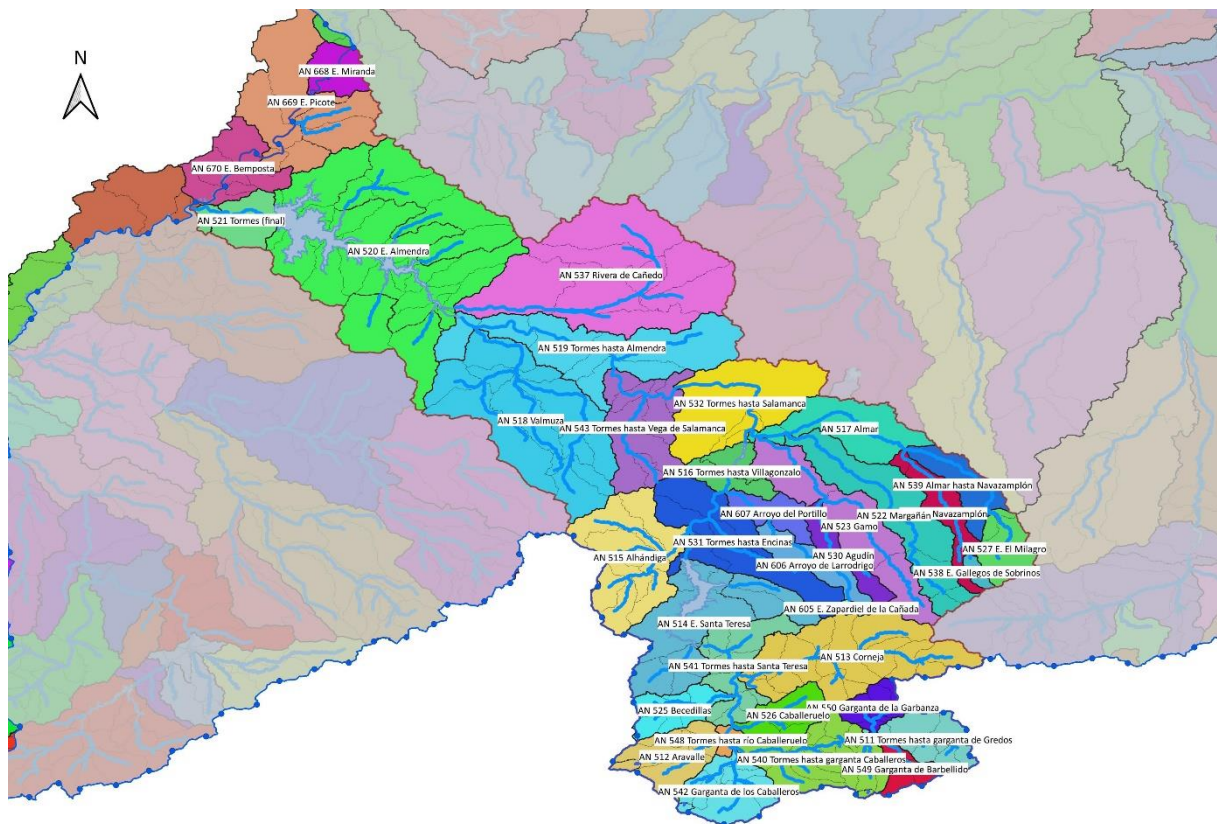 N
AN 668 E. Miranda
AN 669 E. Picote
AN 670 E. Bemposta
AN 521 Tormes (final)
AN 520 E. Almendra
AN 537 Rivera de Cañedo
AN 519 Tormes hasta Almendra
AN 532 Tormes hasta Salamanca
AN 518 Valmuza
AN 543 Tormes hasta Vega de Salamanca
AN 517 Almar
AN 516 Tormes hasta Villagonzalo
AN 539 Almar hasta Navazamplón
AN 607 Arroyo del Portillo
AN 522 Margañán
Navazamplón
AN 523 Gamo
AN 531 Tormes hasta Encinas
AN 527 E. El Milagro
AN 515 Alhándiga
AN 530 Agudín
AN 606 Arroyo de Larrodrigo
AN 538 E. Gallegos de Sobrinos
AN 605 E. Zapardiel de la Cañada
AN 514 E. Santa Teresa
AN 513 Corneja
AN 541 Tormes hasta Santa Teresa
AN 550 Garganta de la Garbanza
AN 525 Becedillas
AN 526 Caballeruelo
AN 548 Tormes hasta río Caballeruelo
AN 511 Tormes hasta garganta de Gredos
AN 512 Aravalle
AN 540 Tormes hasta garganta Caballeros
AN 549 Garganta de Barbellido
AN 542 Garganta de los Caballeros